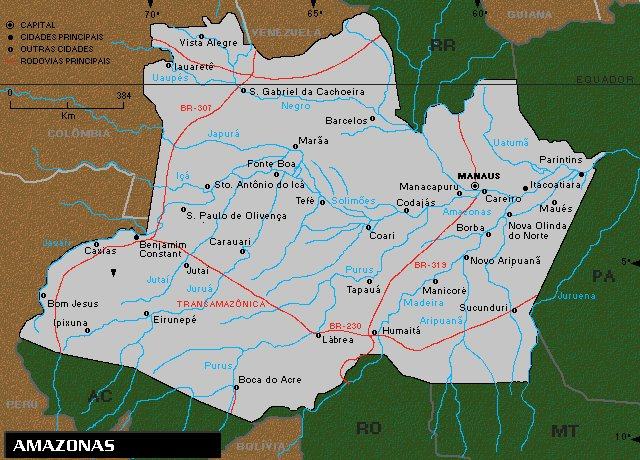 70°
65°
60°
CAPITAL
CIDADES PRINCIPAIS
OUTRAS CIDADES
RODOVIAS PRINCIPAIS
0 384
Km
VENEZUELA
GUIANA
RR
EQUADOR
COLÔMBIA
Vista Alegre
Iauaretê
Uaupés
S. Gabriel da Cachoeira
BR-307
Negro
Barcelos
Japurá
Marãa
Uatumã
Fonte Boa
Parintins
Içá
Sto. Antônio do Içá
MANAUS
Manacapuru
Itacoatiara
Careiro
Tefé
Solimões
Codajás
Amazonas
Maués
S. Paulo de Olivença
Nova Olinda
do Norte
Coari
Borba
Javari
Caxias
Benjamim
Constant
Carauari
BR-319
Novo Aripuanã
5°
PA
Jutaí
Jutaí
Juruá
Purus
Tapauá
Manicoré
Juruena
Bom Jesus
TRANSAMAZÔNICA
Madeira
Sucunduri
Ipixuna
Eirunepé
BR-230
Humaitá
Aripuanã
Lábrea
Purus
Boca do Acre
AC
PERU
RO
MT
10°
BOLÍVIA
AMAZONAS